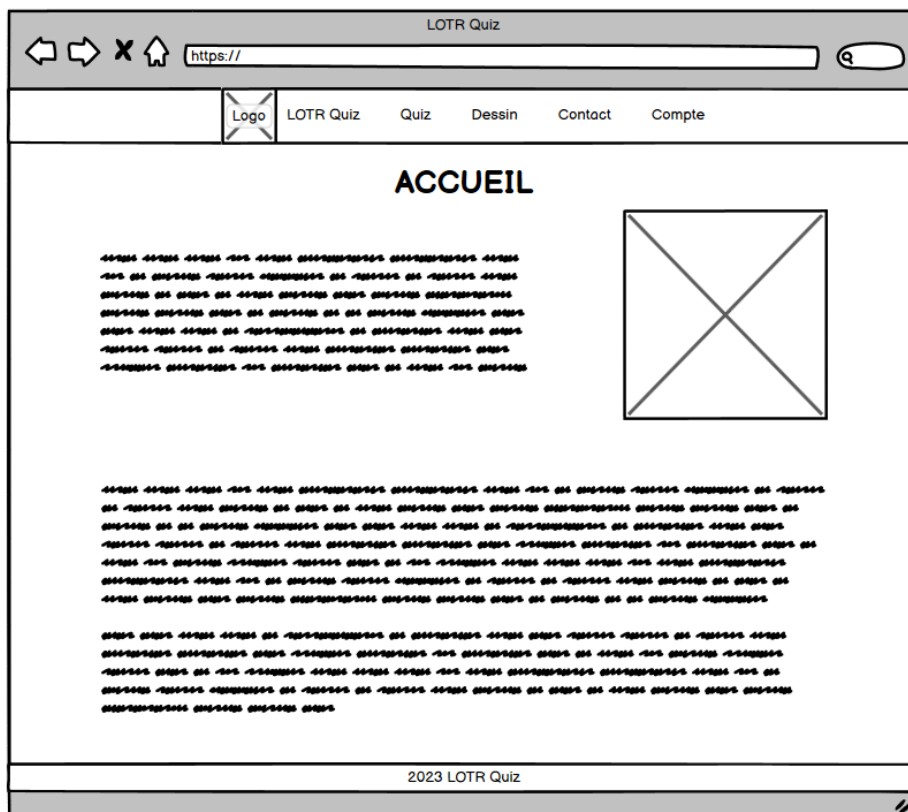 LOTR Quiz
https://
Logo LOTR Quiz Quiz Dessin Contact Compte
ACCUEIL
2023 LOTR Quiz